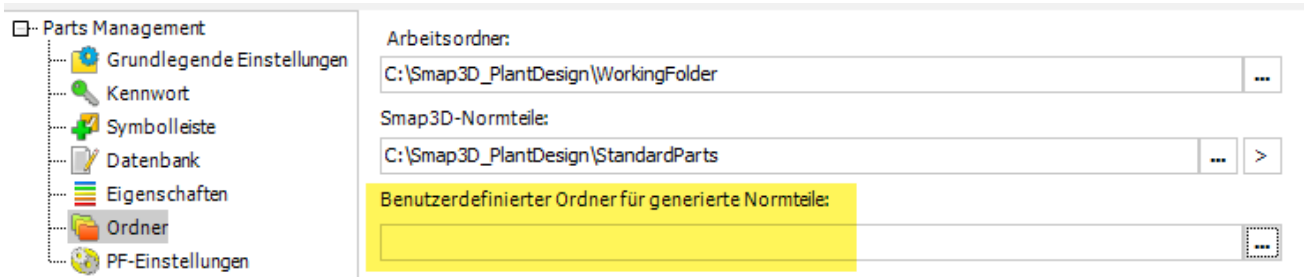 Parts Management
Grundlegende Einstellungen
Kennwort
Symbolleiste
Datenbank
Eigenschaften
Ordner
PF-Einstellungen
Arbeitsordner:
C:\Smap3D_PlantDesign\WorkingFolder
...
Smap3D-Normteile:
C:\Smap3D_PlantDesign\StandardParts
... >
Benutzerdefinierter Ordner für generierte Normteile:
...